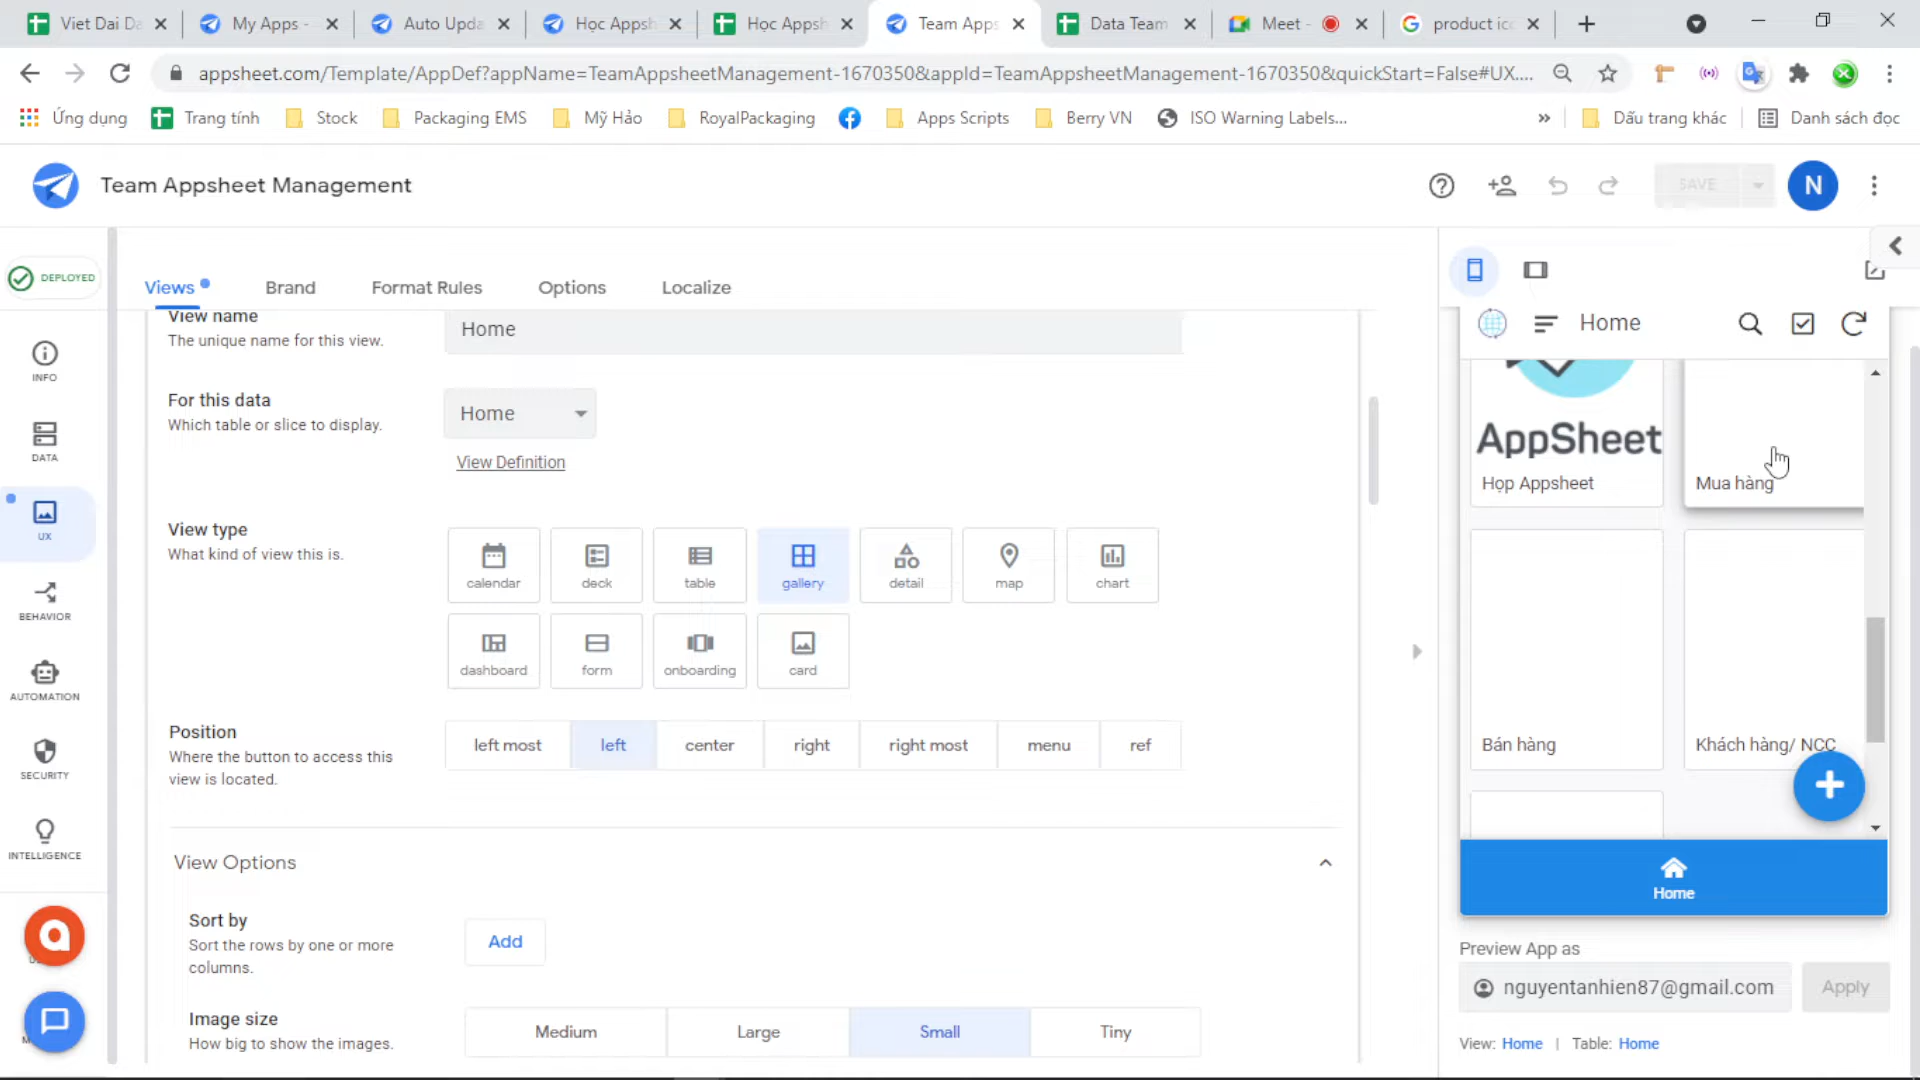 Viet Dai Da
My Apps -
Auto Upda
Học Appsh
Học Appsh
Team Apps
Data Team
Meet -
product ico
appsheet.com/Template/AppDef?appName=TeamAppsheetManagement-1670350&appId=TeamAppsheetManagement-1670350&quickStart=False#UX....
Ứng dụng
Trang tính
Stock
Packaging EMS
Mỹ Hảo
RoyalPackaging
Apps Scripts
Berry VN
ISO Warning Labels...
»
Dấu trang khác
Danh sách đọc
Team Appsheet Management
SAVE
N
DEPLOYED
Views
Brand
Format Rules
Options
Localize
INFO
DATA
UX
BEHAVIOR
AUTOMATION
SECURITY
INTELLIGENCE
View name
The unique name for this view.
Home
For this data
Which table or slice to display.
Home
View Definition
View type
What kind of view this is.
calendar
deck
table
gallery
detail
map
chart
dashboard
form
onboarding
card
Position
Where the button to access this
view is located.
left most
left
center
right
right most
menu
ref
View Options
Sort by
Sort the rows by one or more
columns.
Add
Image size
How big to show the images.
Medium
Large
Small
Tiny
Home
AppSheet
Họp Appsheet
Mua hàng
Bán hàng
Khách hàng/ NCC
Home
Preview App as
nguyentanhien87@gmail.com
Apply
View: Home | Table: Home